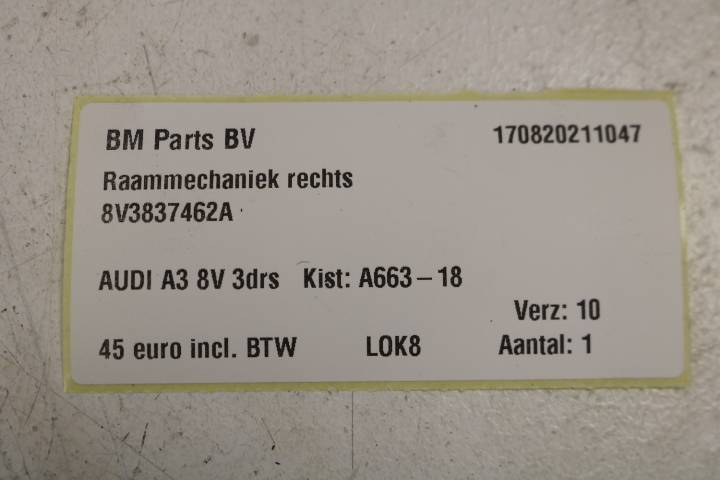 BM Parts BV 170820211047
Raammechaniek rechts
8V3837462A
AUDI A3 8V 3drs Kist: A663-18
Verz: 10
45 euro incl. BTW LOK8 Aantal: 1